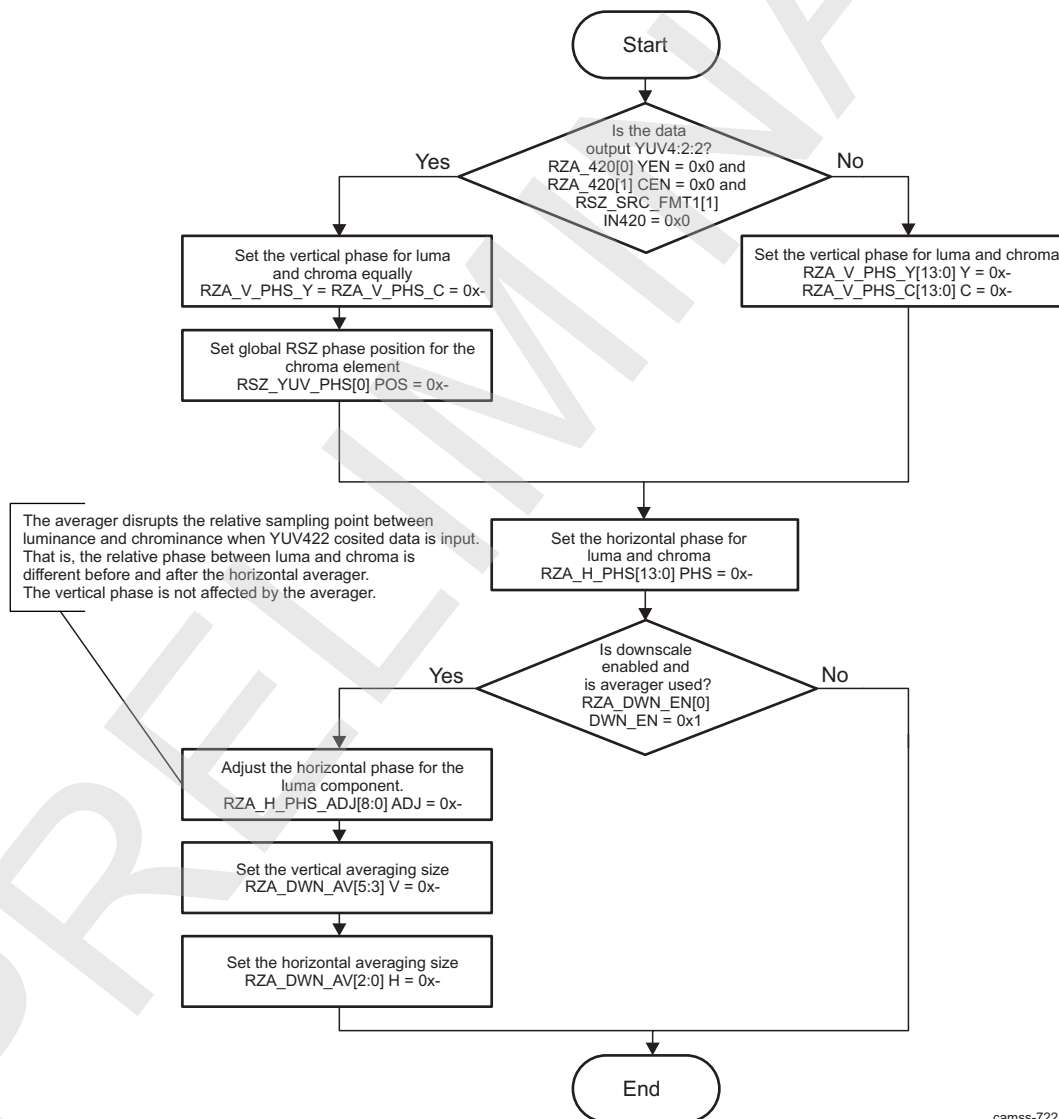 Start
Is the data
output YUV4:2:2?
RZA_420[0] YEN = 0x0 and
RZA_420[1] CEN = 0x0 and
RSZ_SRC_FMT1[1]
IN420 = 0x0
Yes
No
Set the vertical phase for luma
and chroma equally
RZA_V_PHS_Y = RZA_V_PHS_C = 0x-
Set the vertical phase for luma and chroma
RZA_V_PHS_Y[13:0] Y = 0x-
RZA_V_PHS_C[13:0] C = 0x-
Set global RSZ phase position for the
chroma element
RSZ_YUV_PHS[0] POS = 0x-
The averager disrupts the relative sampling point between
luminance and chrominance when YUV422 cosited data is input.
That is, the relative phase between luma and chroma is
different before and after the horizontal averager.
The vertical phase is not affected by the averager.
Set the horizontal phase for
luma and chroma
RZA_H_PHS[13:0] PHS = 0x-
Is downscale
enabled and
is averager used?
RZA_DWN_EN[0]
DWN_EN = 0x1
Yes
No
Adjust the horizontal phase for the
luma component.
RZA_H_PHS_ADJ[8:0] ADJ = 0x-
Set the vertical averaging size
RZA_DWN_AV[5:3] V = 0x-
Set the horizontal averaging size
RZA_DWN_AV[2:0] H = 0x-
End
camss-722
PRELIMINA